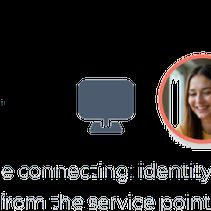 e connecting: identity
from the service point